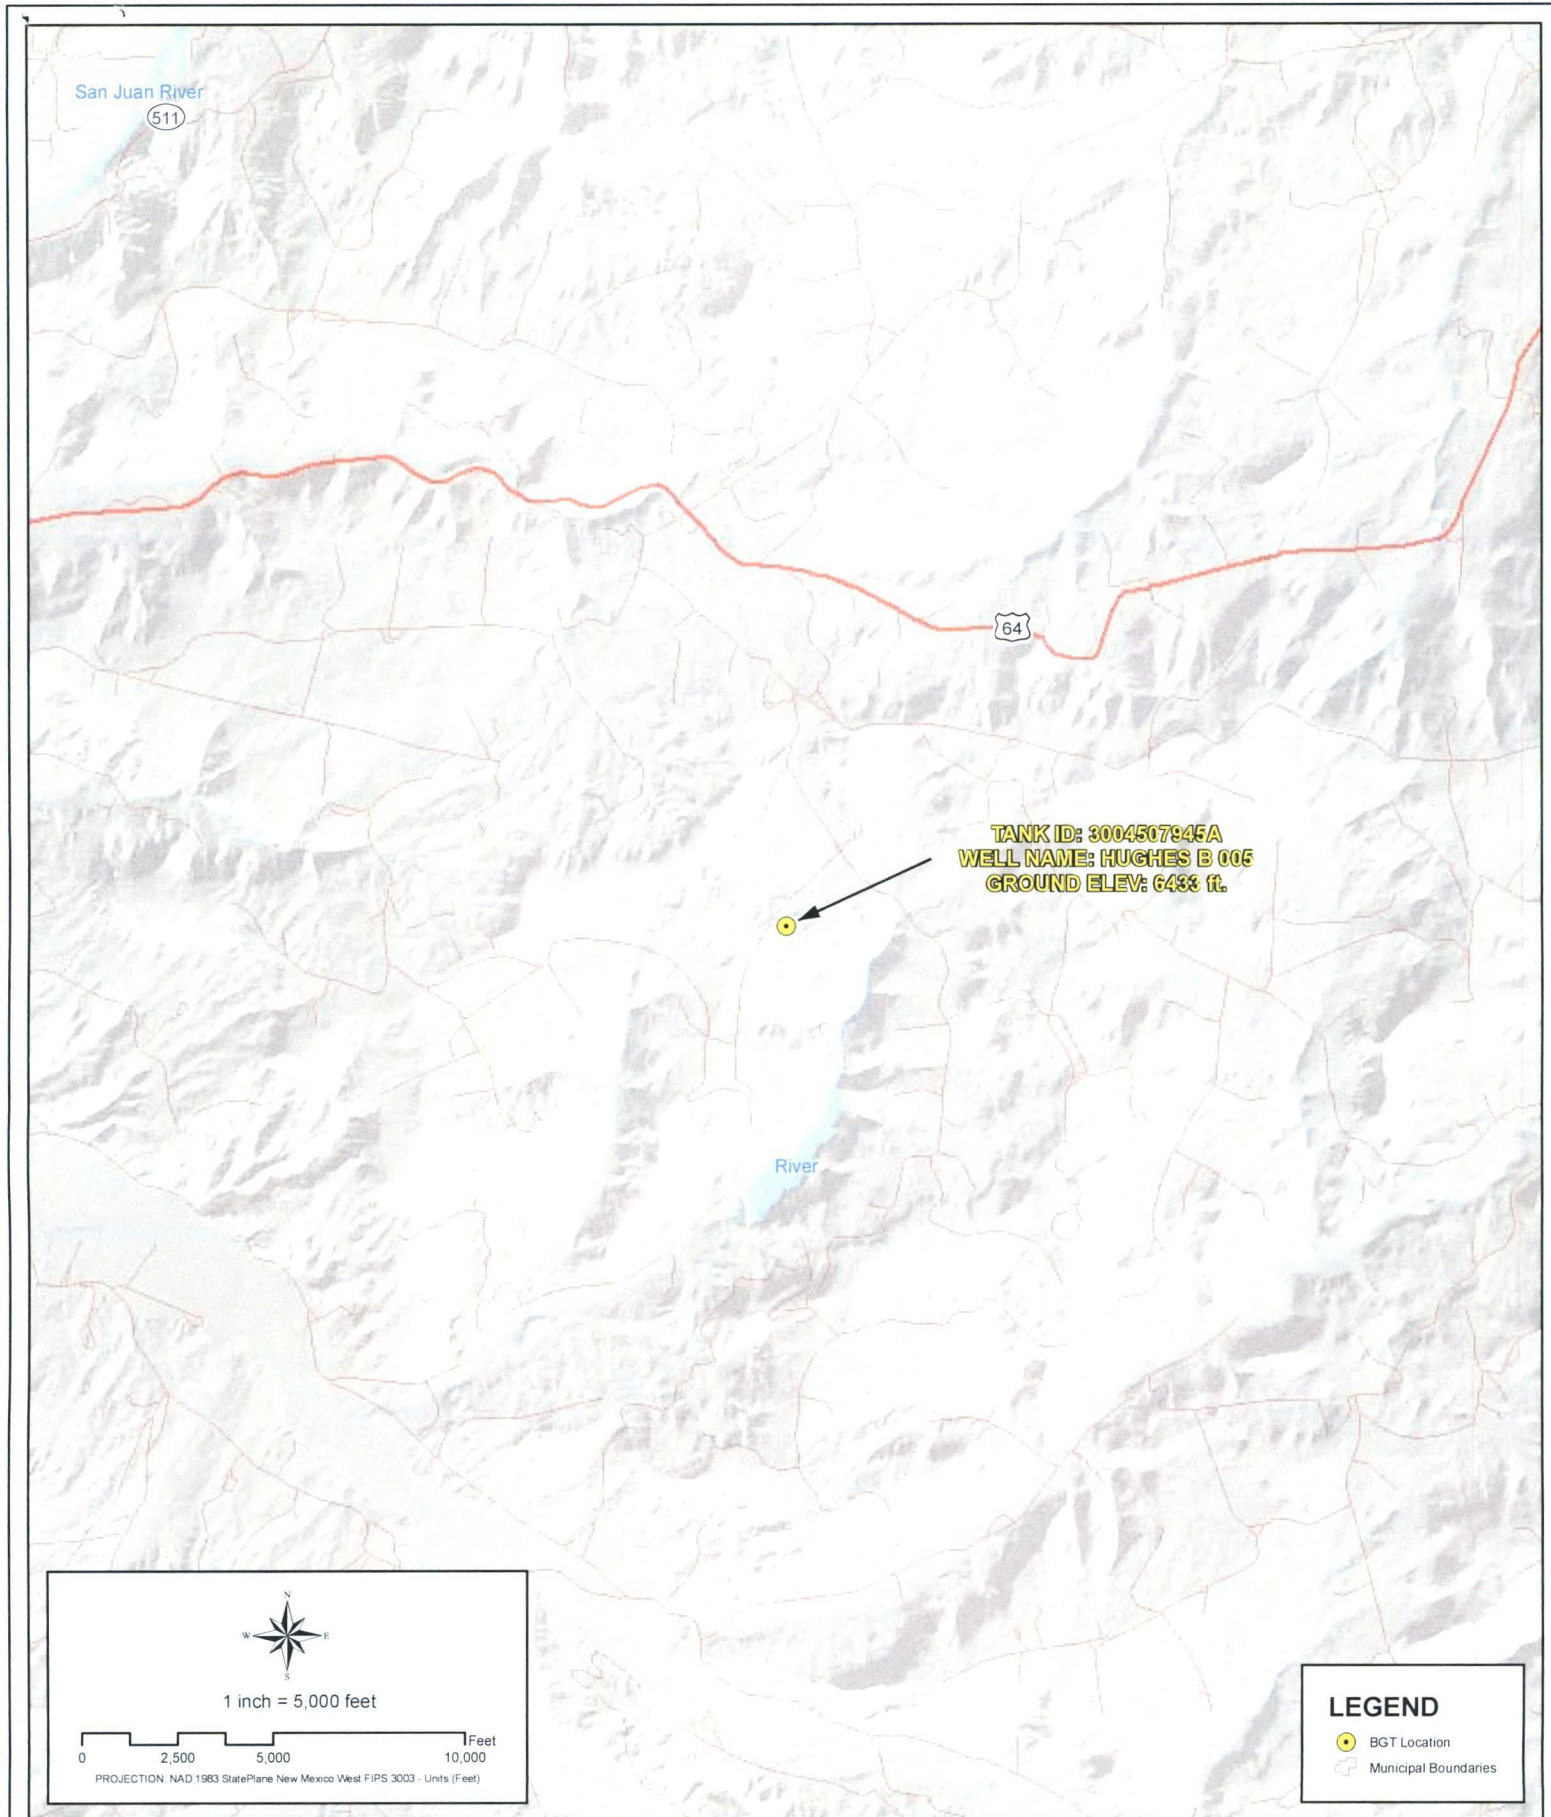 San Juan River
511
64
TANK ID: 3004507945A
WELL NAME: HUGHES B 005
GROUND ELEV: 6433 ft.
River
N
W E
S
1 inch = 5,000 feet
Feet
0 2,500 5,000 10,000
PROJECTION: NAD 1983 StatePlane New Mexico West FIPS 3003 - Units (Feet)
LEGEND
BGT Location
Municipal Boundaries